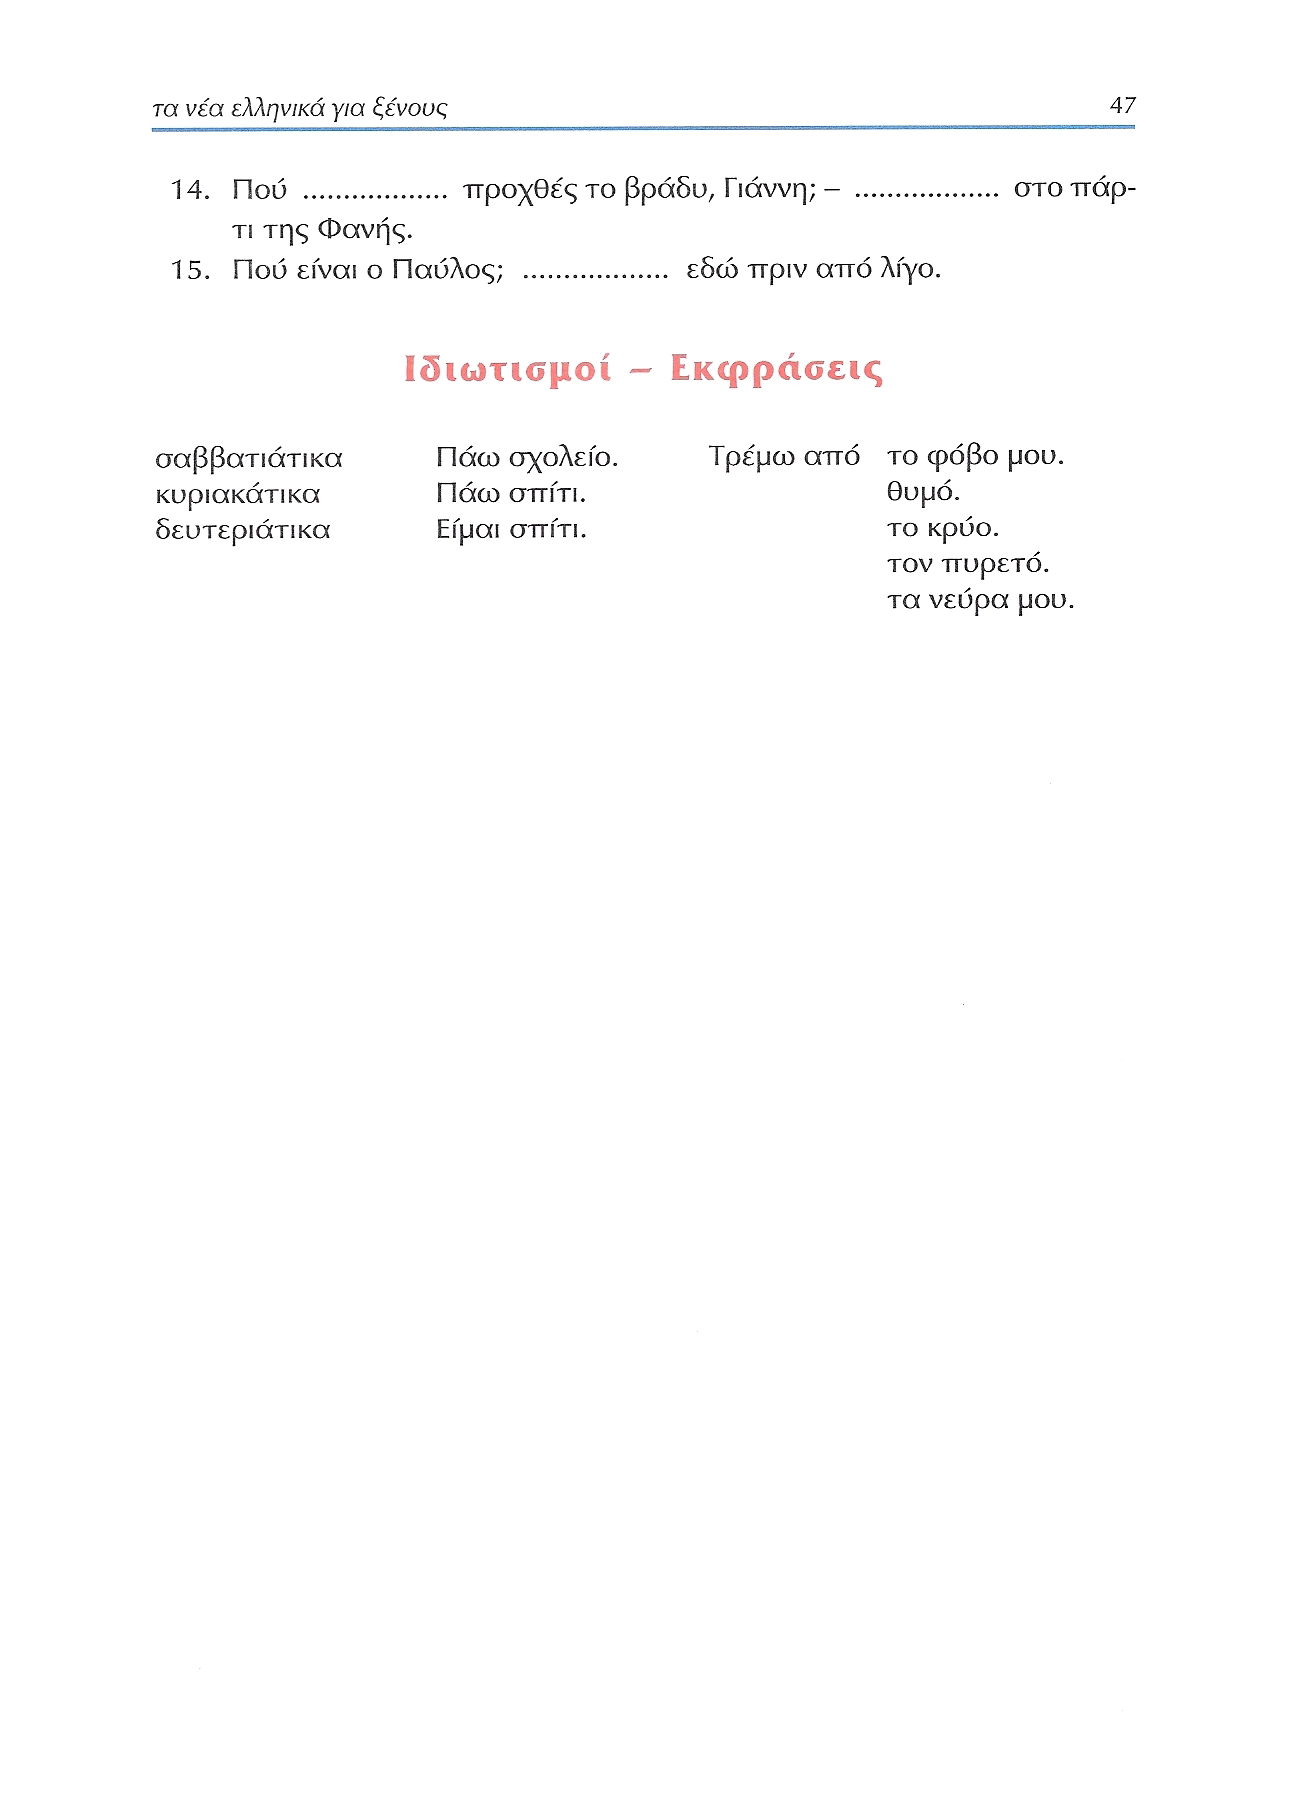 τα νέα ελληνικά για ξένους 47
14. Πού .................. προχθές το βράδυ, Γιάννη; – .................. στο πάρ-
τι της Φανής.
15. Πού είναι ο Παύλος; .................. εδώ πριν από λίγο.
Ιδιωτισμοί – Εκφράσεις
σαββατιάτικα Πάω σχολείο. Τρέμω από το φόβο μου.
κυριακάτικα Πάω σπίτι. θυμό.
δευτεριάτικα Είμαι σπίτι. το κρύο.
τον πυρετό.
τα νεύρα μου.